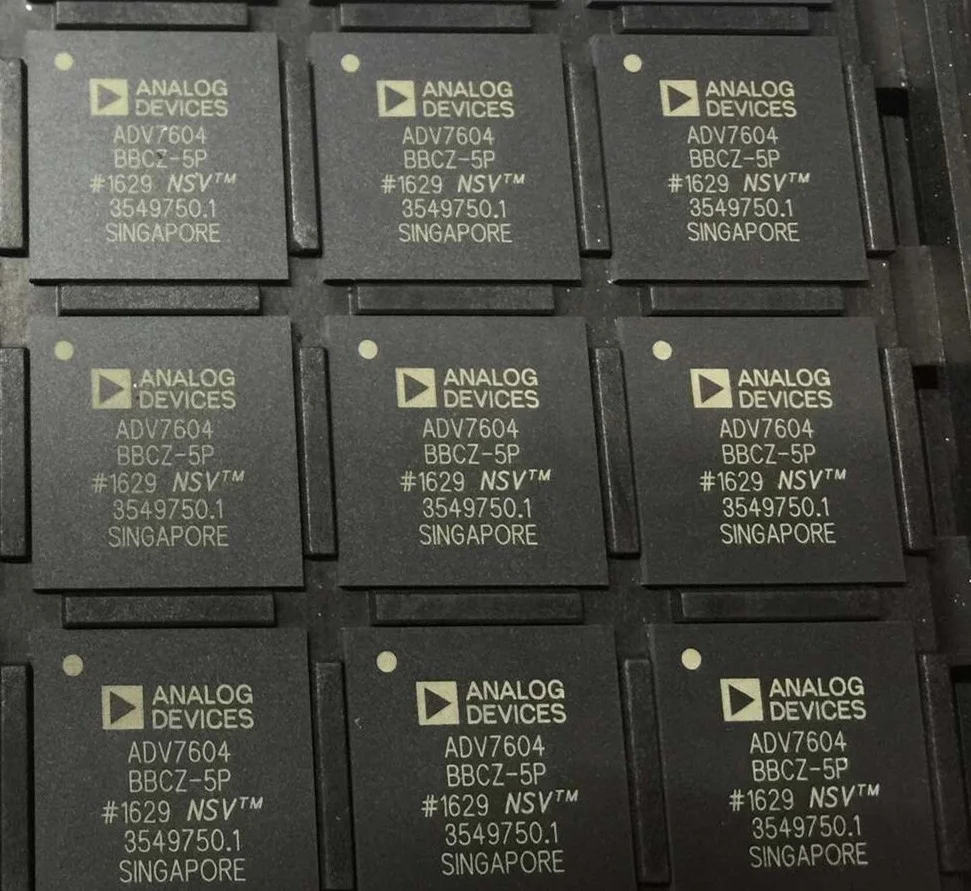 ANALOG
DEVICES
ADV7604
BBCZ-5P
#1629 NSV™
3549750.1
SINGAPORE
ANALOG
DEVICES
ADV7604
BBCZ-5P
#1629 NSV™
3549750.1
SINGAPORE
ANALOG
DEVICES
ADV7604
BBCZ-5P
#1629 NSV™
3549750.1
SINGAPORE
ANALOG
DEVICES
ADV7604
BBCZ-5P
#1629 NSV™
3549750.1
SINGAPORE
ANALOG
DEVICES
ADV7604
BBCZ-5P
#1629 NSV™
3549750.1
SINGAPORE
ANALOG
DEVICES
ADV7604
BBCZ-5P
#1629 NSV™
3549750.1
SINGAPORE
ANALOG
DEVICES
ADV7604
BBCZ-5P
#1629 NSV™
3549750.1
SINGAPORE
ANALOG
DEVICES
ADV7604
BBCZ-5P
#1629 NSV™
3549750.1
SINGAPORE
ANALOG
DEVICES
ADV7604
BBCZ-5P
#1629 NSV™
3549750.1
SINGAPORE